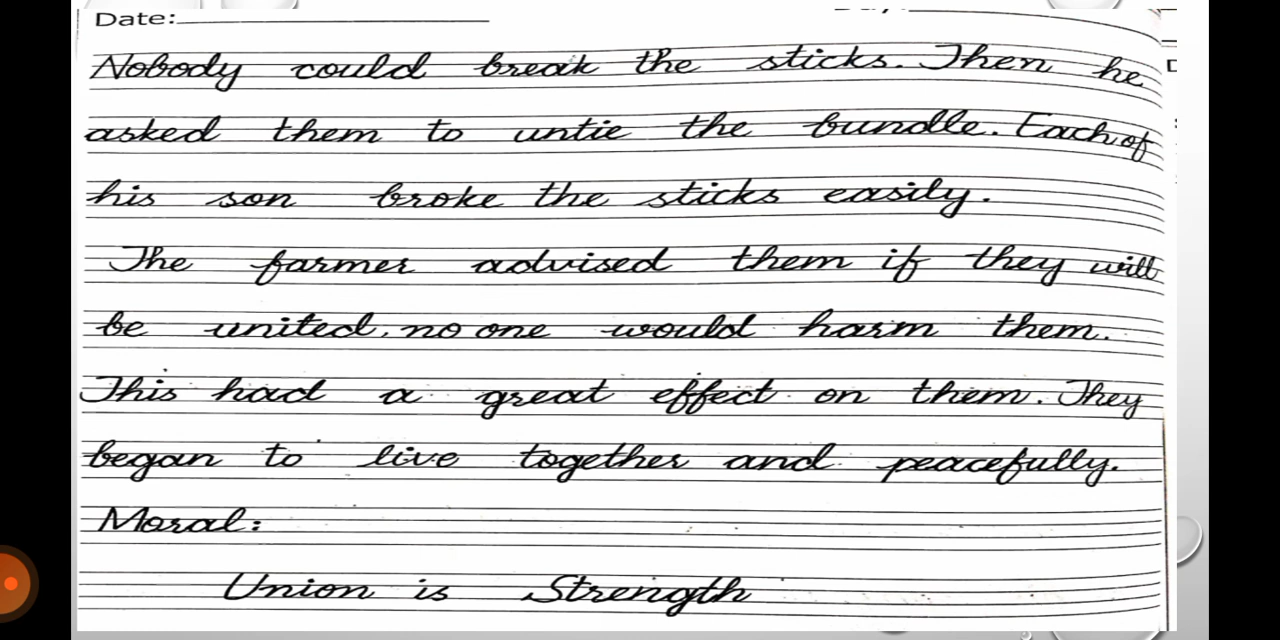 Date:
Nobody could break the sticks. Then he
asked them to untie the bundle. Each of
his son broke the sticks easily.
The farmer advised them if they will
be united, no one would harm them.
This had a great effect on them. They
began to live together and peacefully.
Moral:
Union is Strength